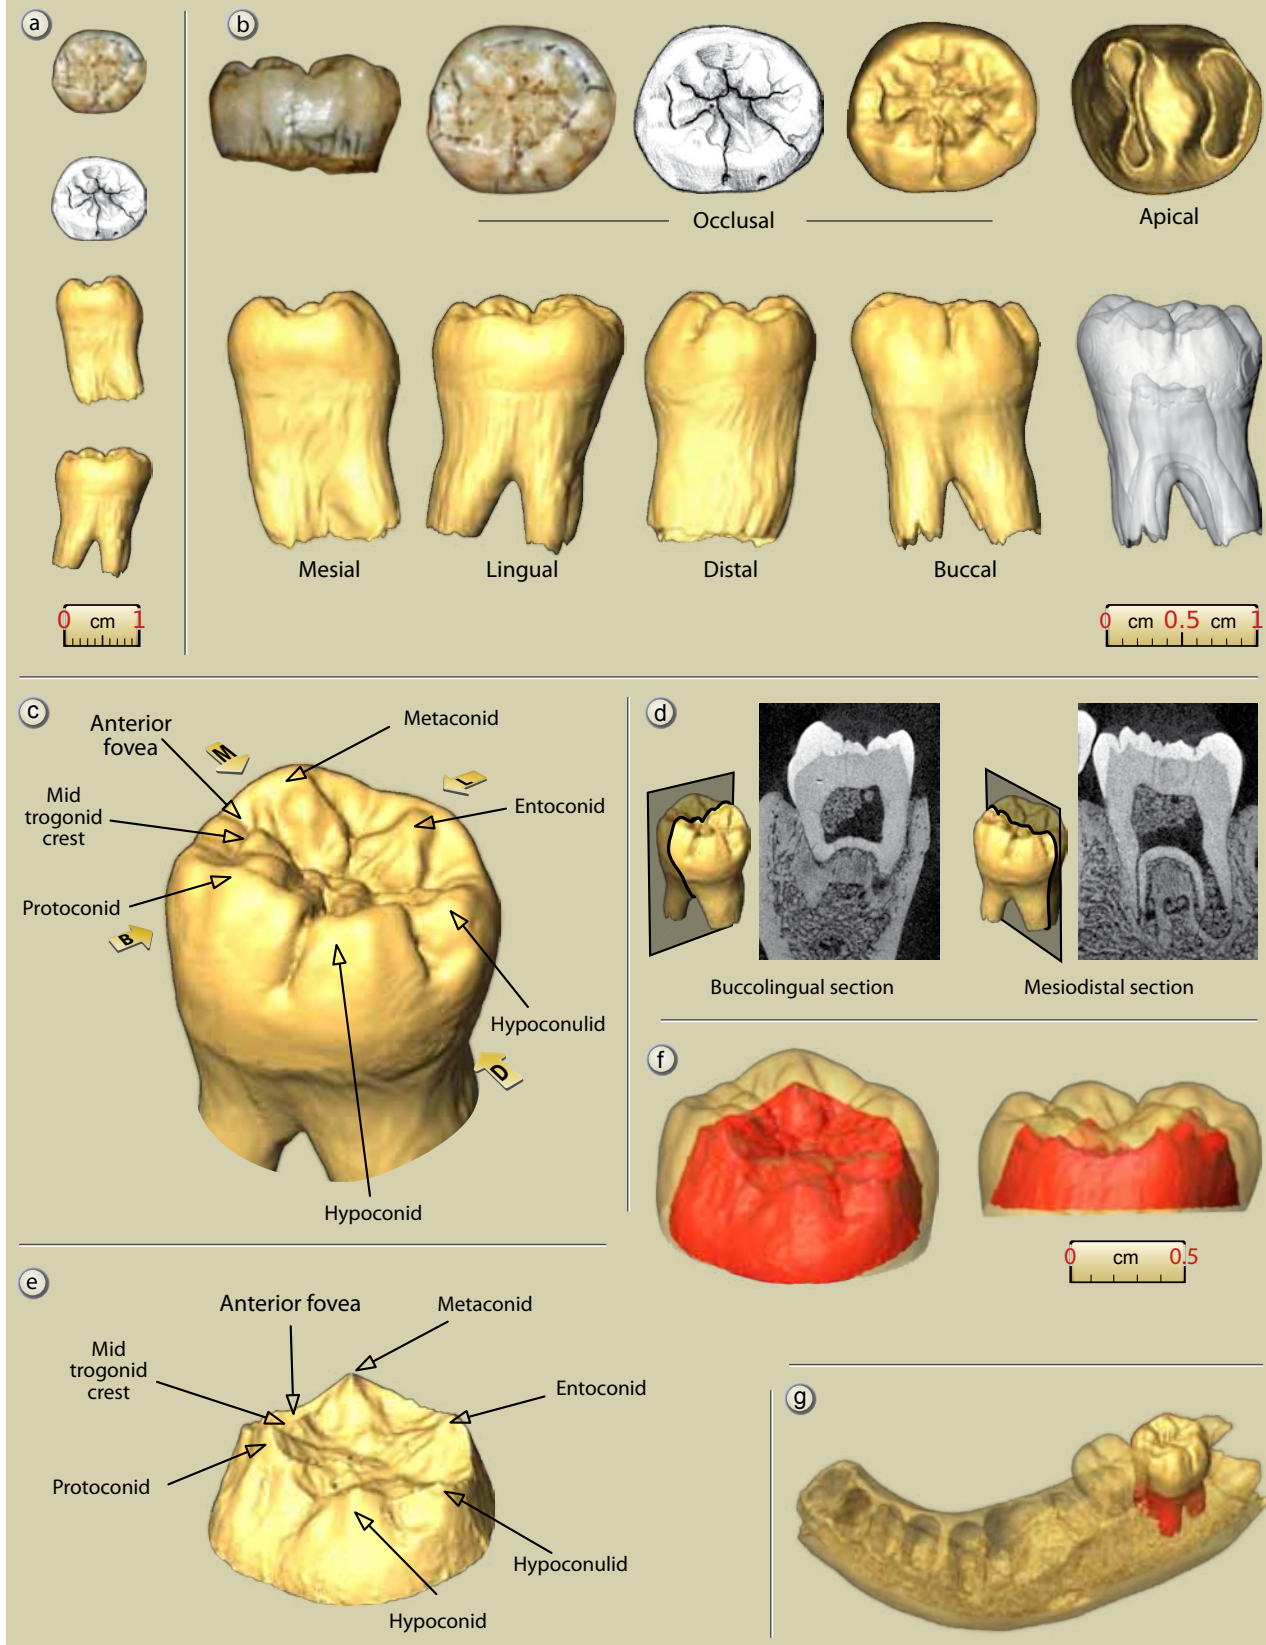 a
b
Occlusal
Apical
Mesial
Lingual
Distal
Buccal
0 cm 1
0 cm 0.5 cm 1
c
Anterior
fovea
Metaconid
M
L
Mid
trogonid
crest
Entoconid
Protoconid
B
Hypoconulid
D
Hypoconid
d
Buccolingual section
Mesiodistal section
f
0 cm 0.5
e
Anterior fovea
Metaconid
Mid
trogonid
crest
Entoconid
Protoconid
Hypoconulid
Hypoconid
g